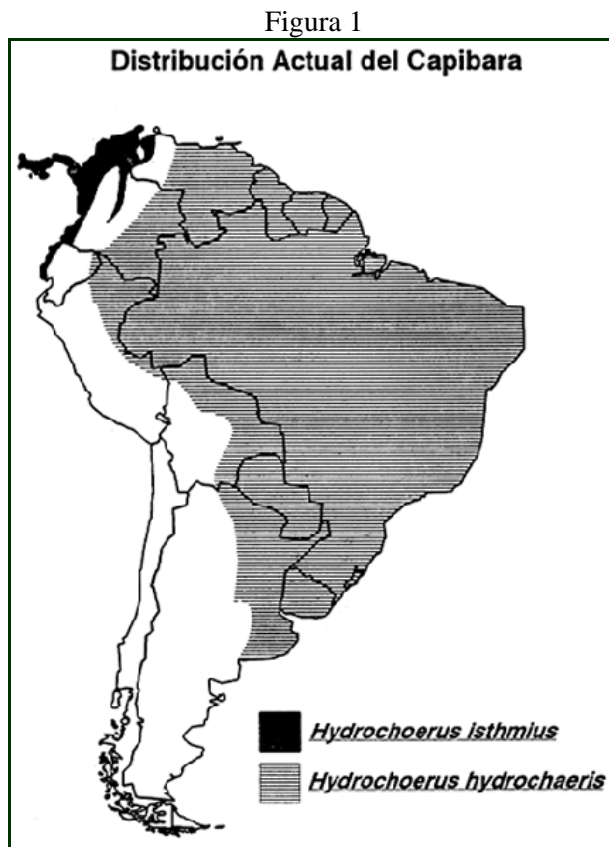 Figura 1
Distribución Actual del Capibara
Hydrochoerus isthmius
Hydrochoerus hydrochaeris